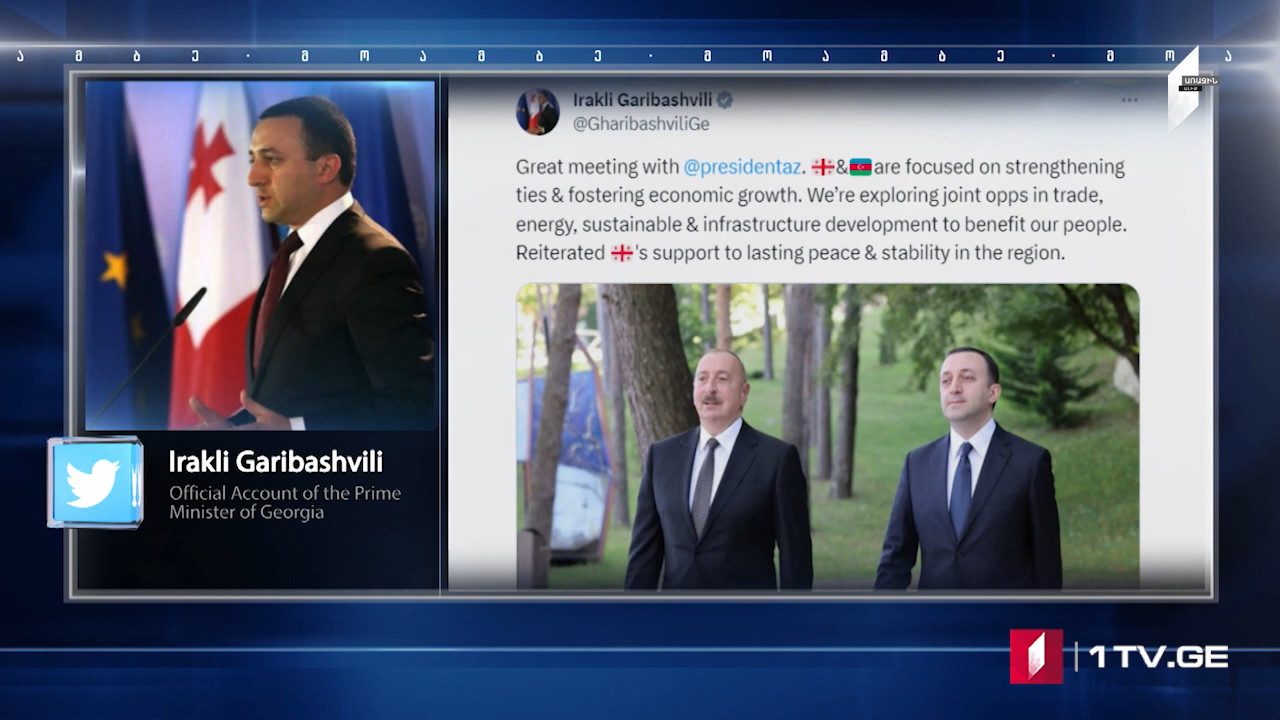 ა მ ბ ე · მ ო ა მ ბ ე · მ ო ა მ ბ ე · მ ო ა
ԱՌԱՋԻՆ
ԱԼԻՔ
Irakli Garibashvili
@GharibashviliGe
Great meeting with @presidentaz. 🇬🇪&🇦🇿are focused on strengthening
ties & fostering economic growth. We’re exploring joint opps in trade,
energy, sustainable & infrastructure development to benefit our people.
Reiterated 🇬🇪's support to lasting peace & stability in the region.
Irakli Garibashvili
Official Account of the Prime
Minister of Georgia
1TV.GE